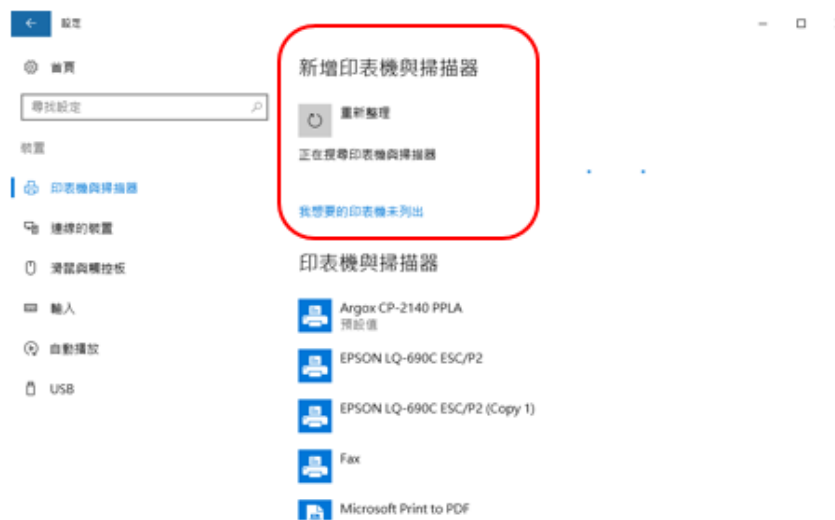 設定
首頁
尋找設定
裝置
印表機與掃描器
連線的裝置
滑鼠與觸控板
輸入
自動播放
USB
新增印表機與掃描器
重新整理
正在搜尋印表機與掃描器
我想要的印表機未列出
印表機與掃描器
Argox CP-2140 PPLA
預設值
EPSON LQ-690C ESC/P2
EPSON LQ-690C ESC/P2 (Copy 1)
Fax
Microsoft Print to PDF